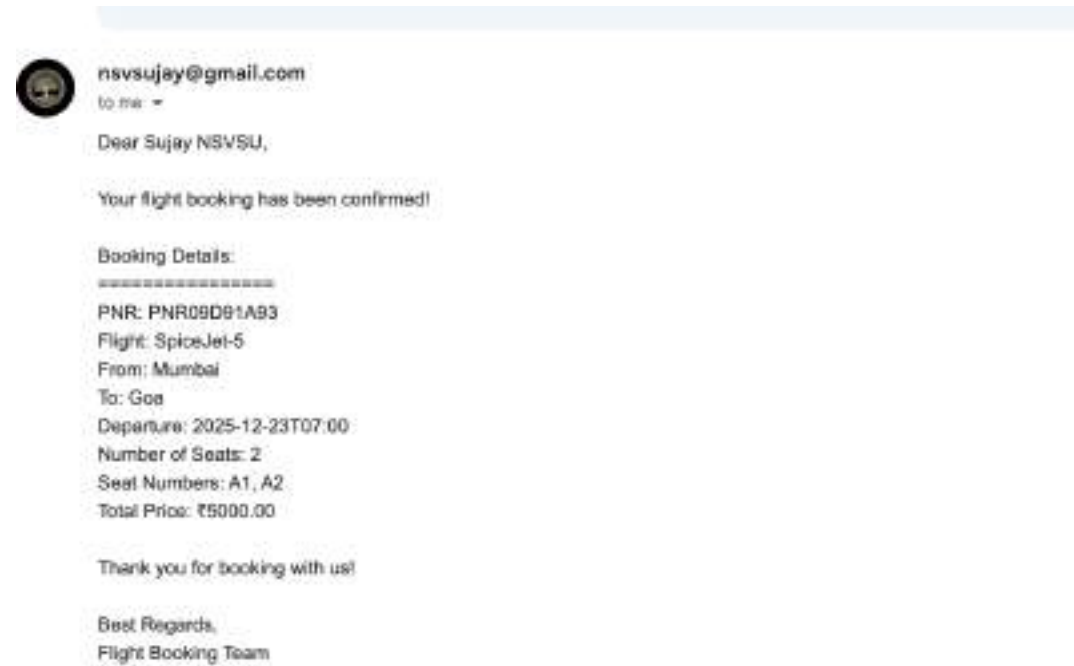 nsvsujay@gmail.com
to me
Dear Sujay NSVSU,
Your flight booking has been confirmed!
Booking Details:
=================
PNR: PNR09D91A93
Flight: SpiceJet-5
From: Mumbai
To: Goa
Departure: 2025-12-23T07:00
Number of Seats: 2
Seat Numbers: A1, A2
Total Price: ₹5000.00
Thank you for booking with us!
Best Regards,
Flight Booking Team